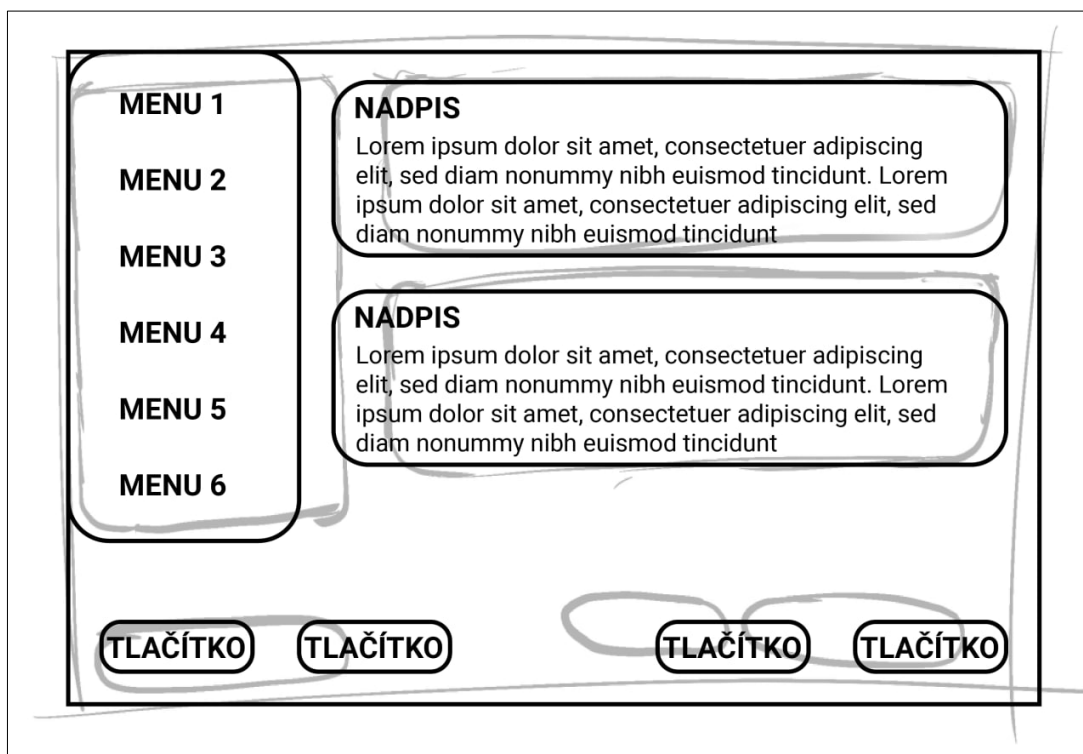 MENU 1
MENU 2
MENU 3
MENU 4
MENU 5
MENU 6
NADPIS
Lorem ipsum dolor sit amet, consectetuer adipiscing
elit, sed diam nonummy nibh euismod tincidunt. Lorem
ipsum dolor sit amet, consectetuer adipiscing elit, sed
diam nonummy nibh euismod tincidunt
NADPIS
Lorem ipsum dolor sit amet, consectetuer adipiscing
elit, sed diam nonummy nibh euismod tincidunt. Lorem
ipsum dolor sit amet, consectetuer adipiscing elit, sed
diam nonummy nibh euismod tincidunt
TLAČÍTKO
TLAČÍTKO
TLAČÍTKO
TLAČÍTKO